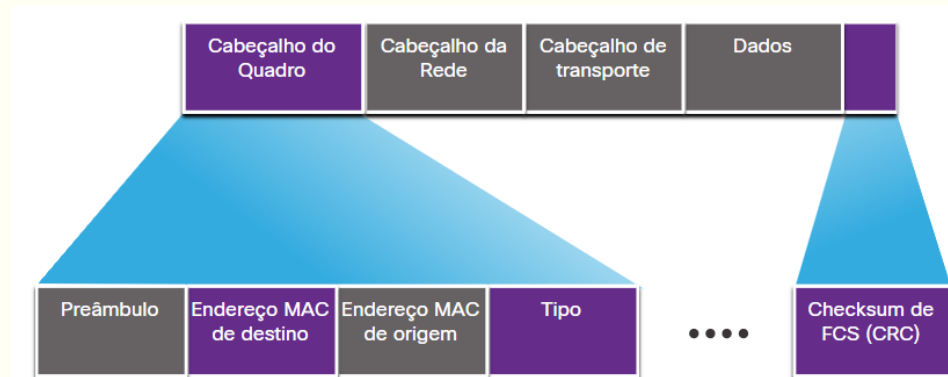 Cabeçalho do
Quadro
Cabeçalho da
Rede
Cabeçalho de
transporte
Dados
Preâmbulo
Endereço MAC
de destino
Endereço MAC
de origem
Tipo
Checksum de
FCS (CRC)